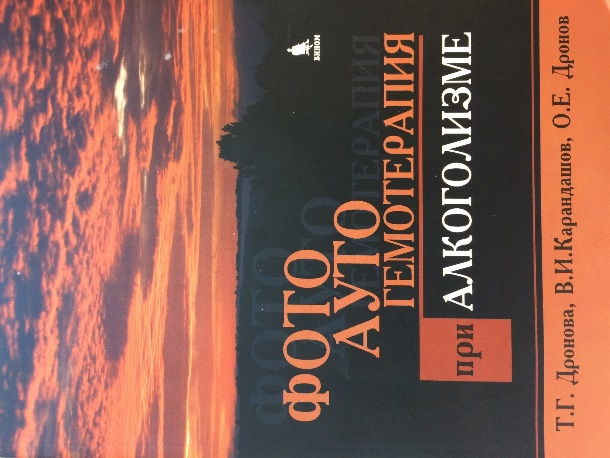 БИНОМ
ФОТО
АУТО
ГЕМОТЕРАПИЯ
при АЛКОГОЛИЗМЕ
Т.Г. Дронова, В.И.Карандашов, О.Е. Дронов